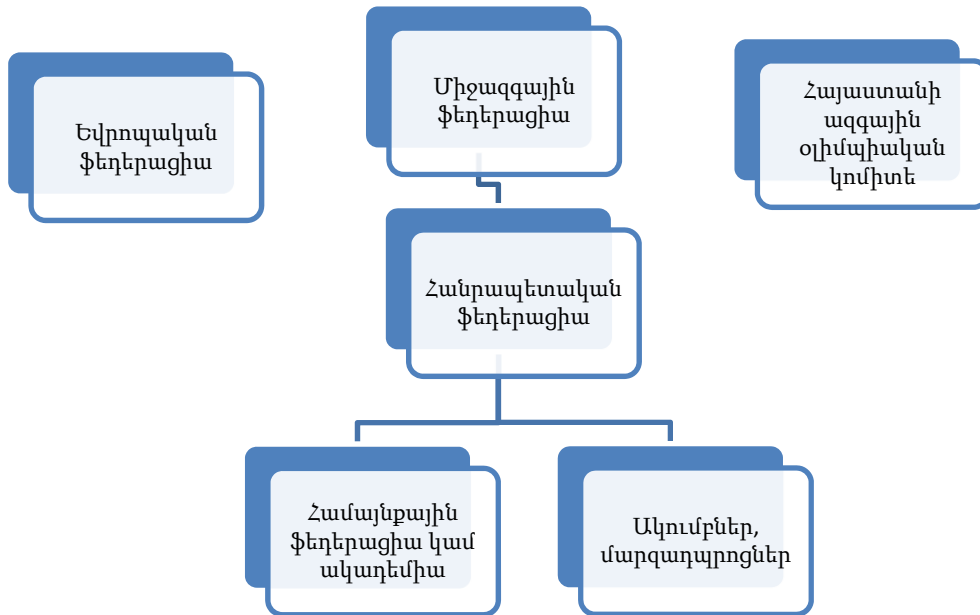 Եվրոպական
ֆեդերացիա
Միջազգային
ֆեդերացիա
Հայաստանի
ազգային
օլիմպիական
կոմիտե
Հանրապետական
ֆեդերացիա
Համայնքային
ֆեդերացիա կամ
ակադեմիա
Ակումբներ,
մարզադպրոցներ